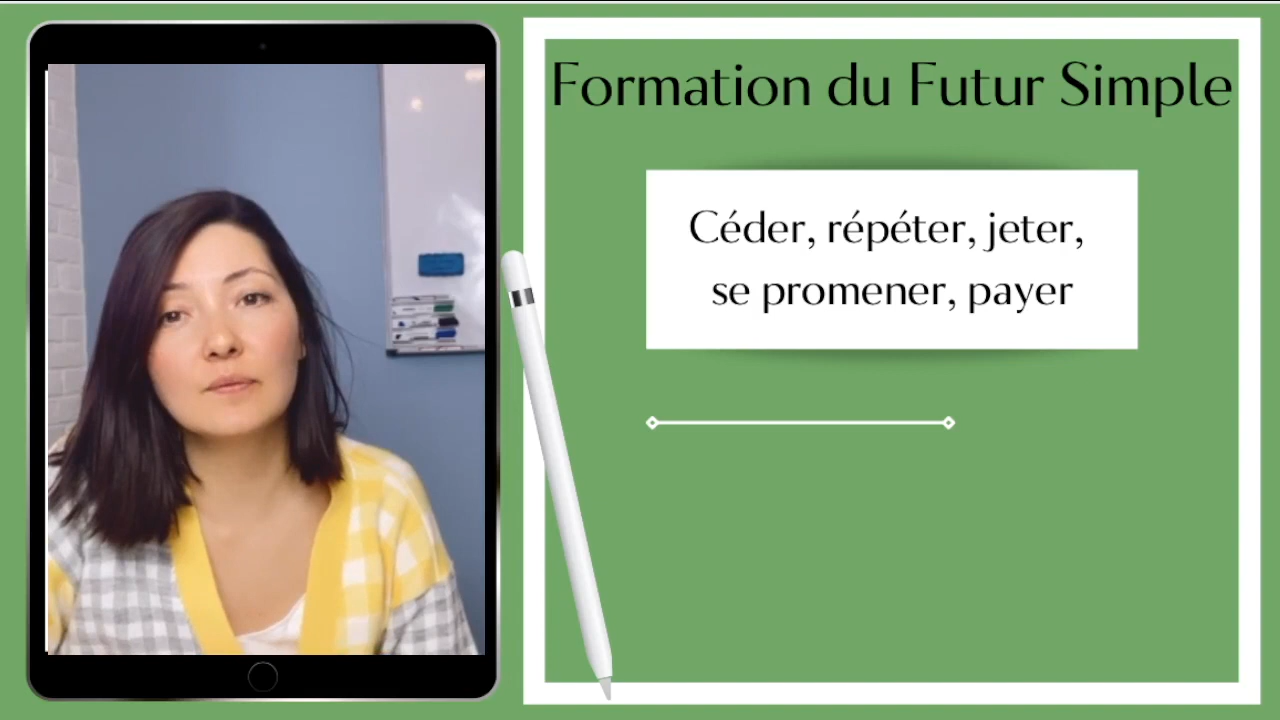 Formation du Futur Simple
Céder, répéter, jeter,
se promener, payer